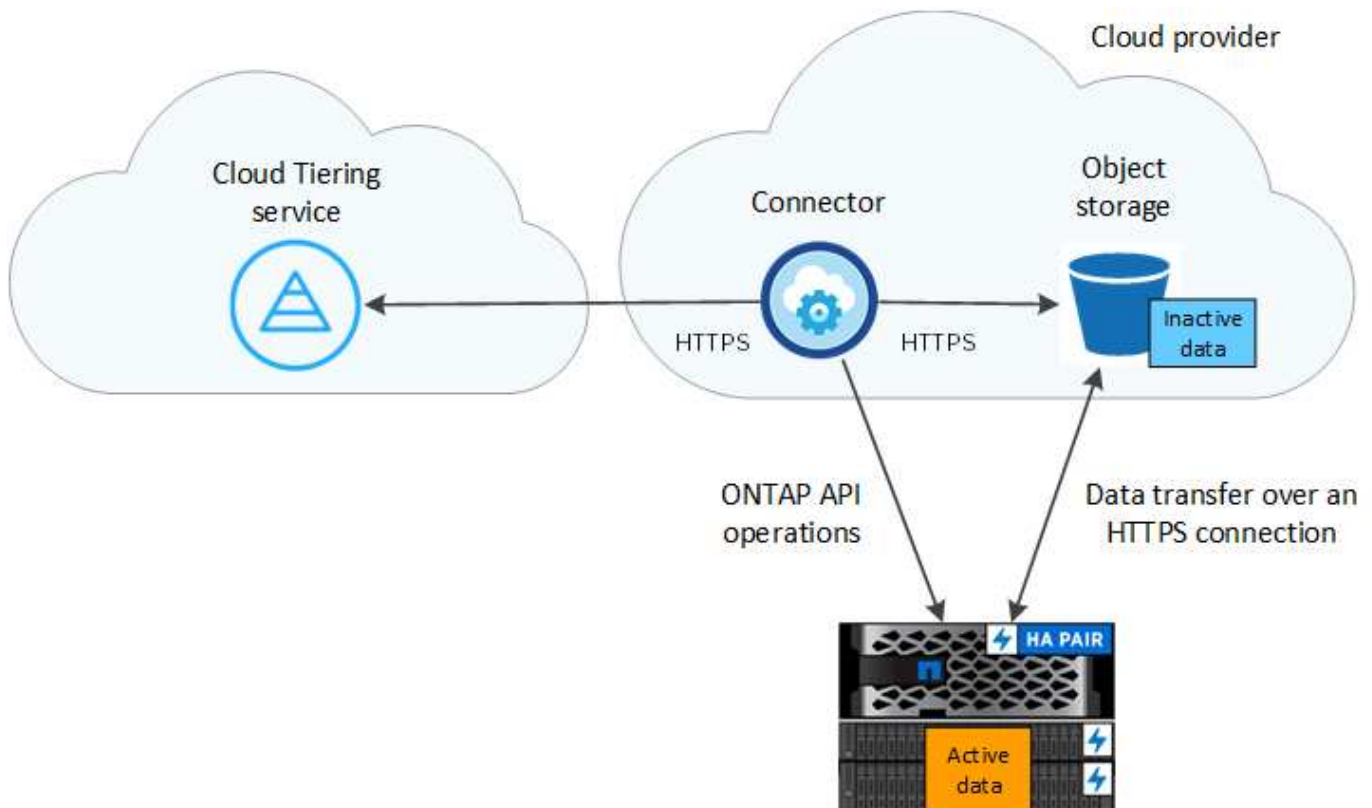 Cloud provider
Cloud Tiering
service
Connector
Object
storage
Inactive
data
HTTPS
HTTPS
ONTAP API
operations
Data transfer over an
HTTPS connection
HA PAIR
Active
data